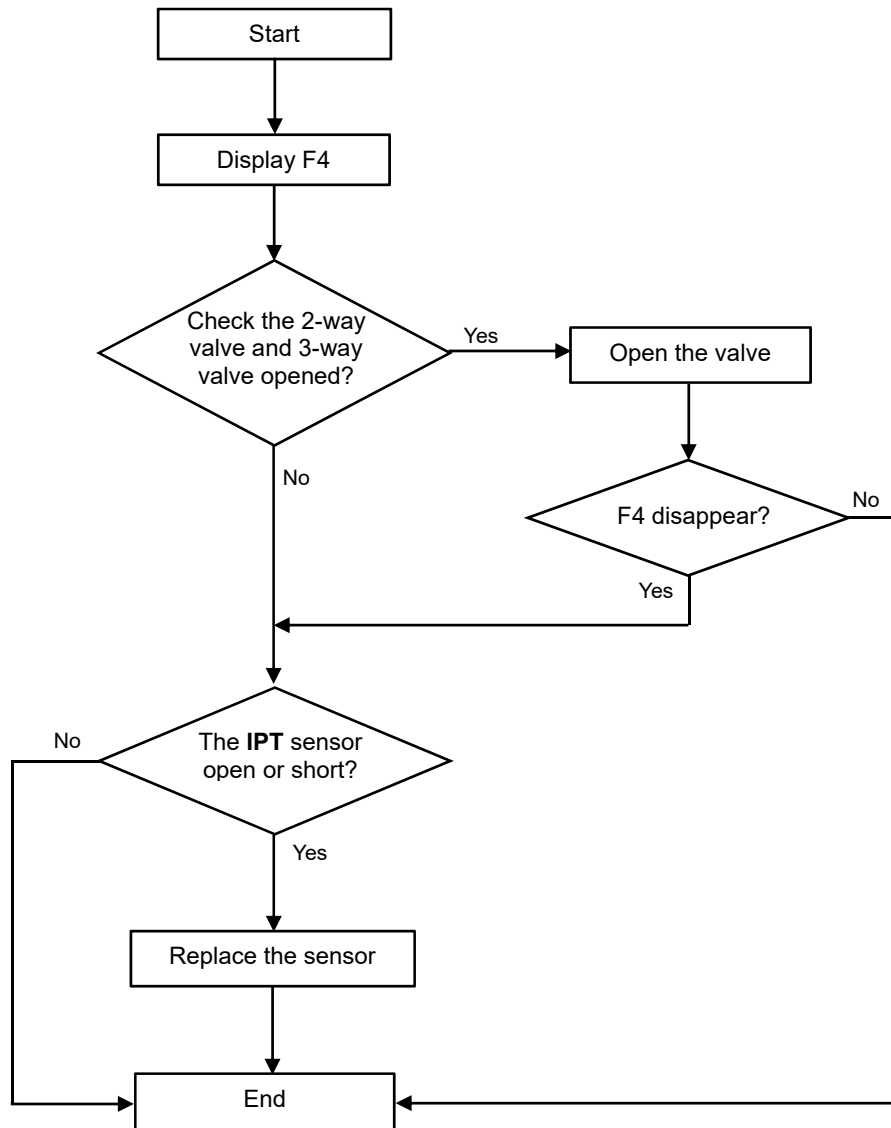 Start
Display F4
Check the 2-way
valve and 3-way
valve opened?
Yes
Open the valve
No
F4 disappear?
No
Yes
No
The IPT sensor
open or short?
Yes
Replace the sensor
End